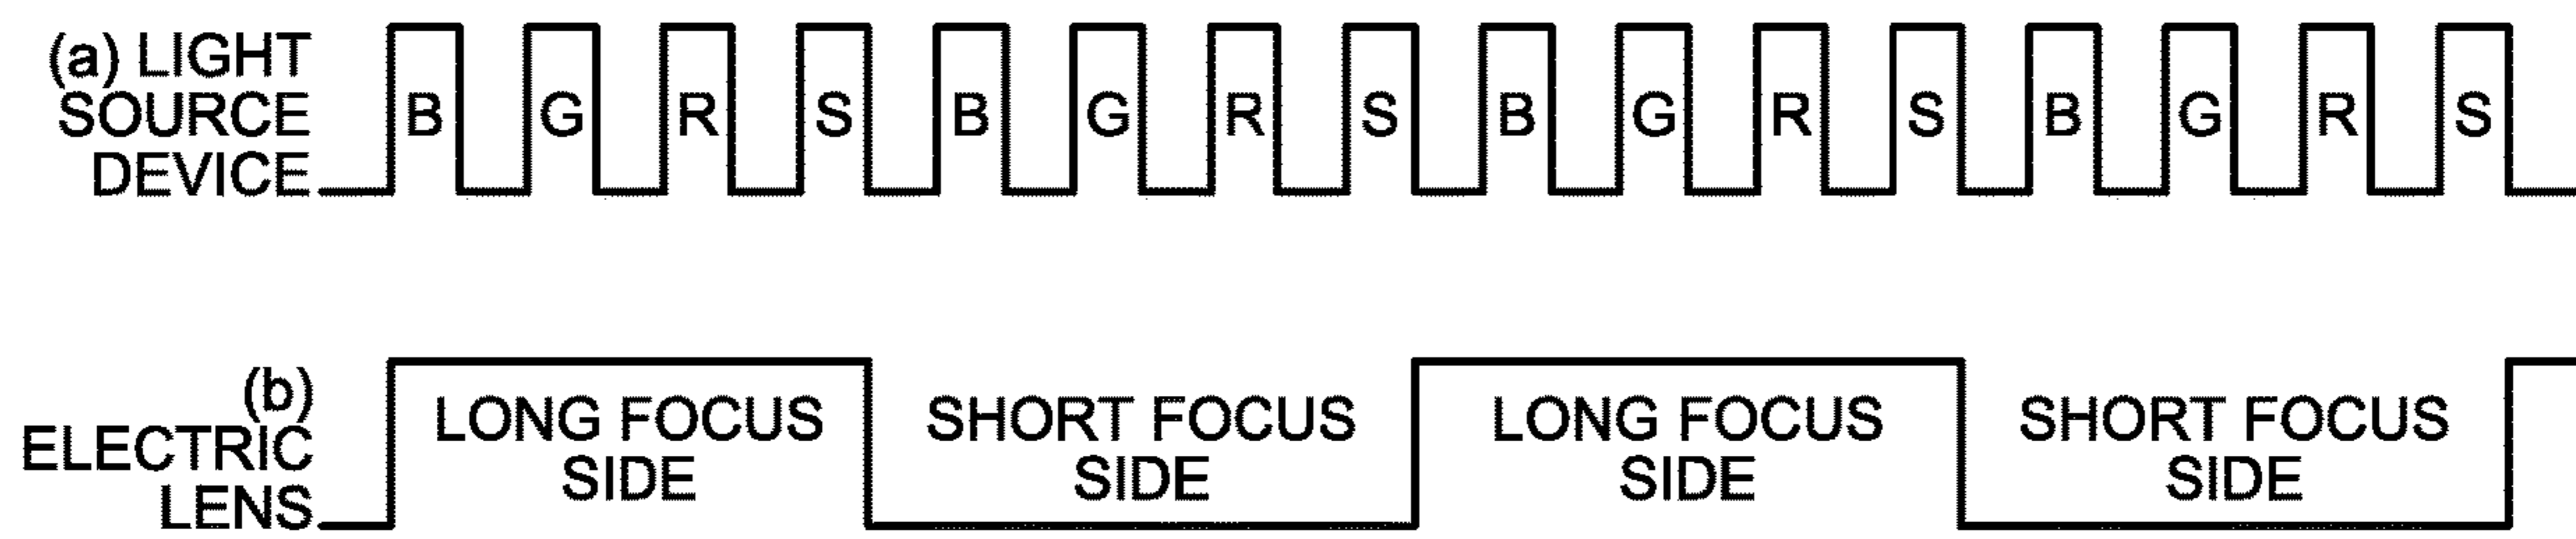 (a) LIGHT
SOURCE
DEVICE
B G R S B G R S B G R S B G R S
(b)
ELECTRIC
LENS
LONG FOCUS
SIDE
SHORT FOCUS
SIDE
LONG FOCUS
SIDE
SHORT FOCUS
SIDE